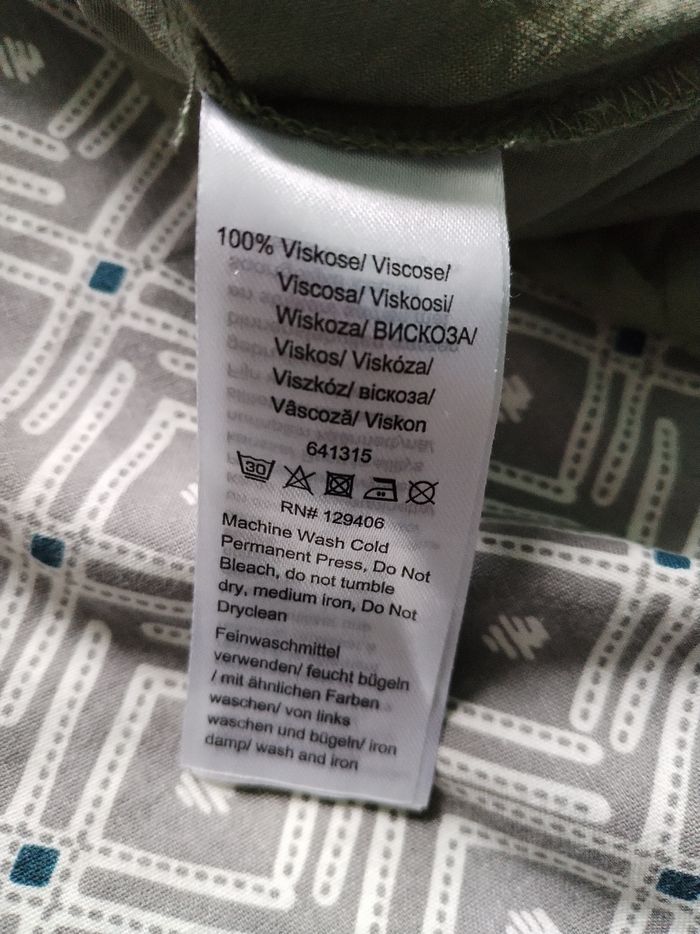 100% Viskose/ Viscose/
Viscosa/ Viskoosi/
Wiskoza/ ВИСКОЗА/
Viskos/ Viskóza/
Viszkóz/ віскоза/
Vâscoză/ Viskon
641315
30
RN# 129406
Machine Wash Cold
Permanent Press, Do Not
Bleach, do not tumble
dry, medium iron, Do Not
Dryclean
Feinwaschmittel
verwenden/ feucht bügeln
/ mit ähnlichen Farben
waschen/ von links
waschen und bügeln/ iron
damp/ wash and iron